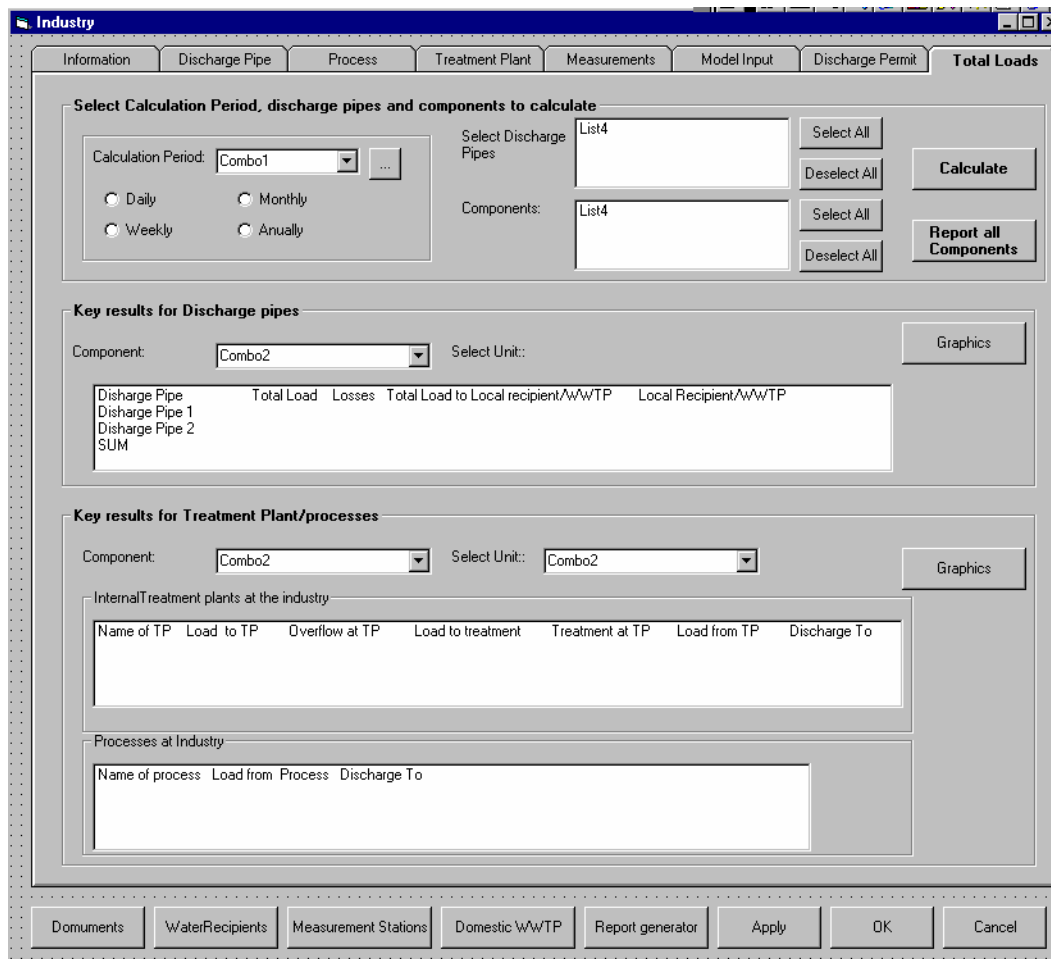 Industry
Information Discharge Pipe Process Treatment Plant Measurements Model Input Discharge Permit Total Loads
Select Calculation Period, discharge pipes and components to calculate
Calculation Period: Combo1 ...
Daily Monthly
Weekly Anually
Select Discharge
Pipes
List4
Select All
Deselect All
Components:
List4
Select All
Deselect All
Calculate
Report all
Components
Key results for Discharge pipes
Component: Combo2 Select Unit::
Graphics
Disharge Pipe Total Load Losses Total Load to Local recipient/WWTP Local Recipient/WWTP
Disharge Pipe 1
Disharge Pipe 2
SUM
Key results for Treatment Plant/processes
Component: Combo2 Select Unit:: Combo2
Graphics
InternalTreatment plants at the industry
Name of TP Load to TP Overflow at TP Load to treatment Treatment at TP Load from TP Discharge To
Processes at Industry
Name of process Load from Process Discharge To
Domuments WaterRecipients Measurement Stations Domestic WWTP Report generator Apply OK Cancel